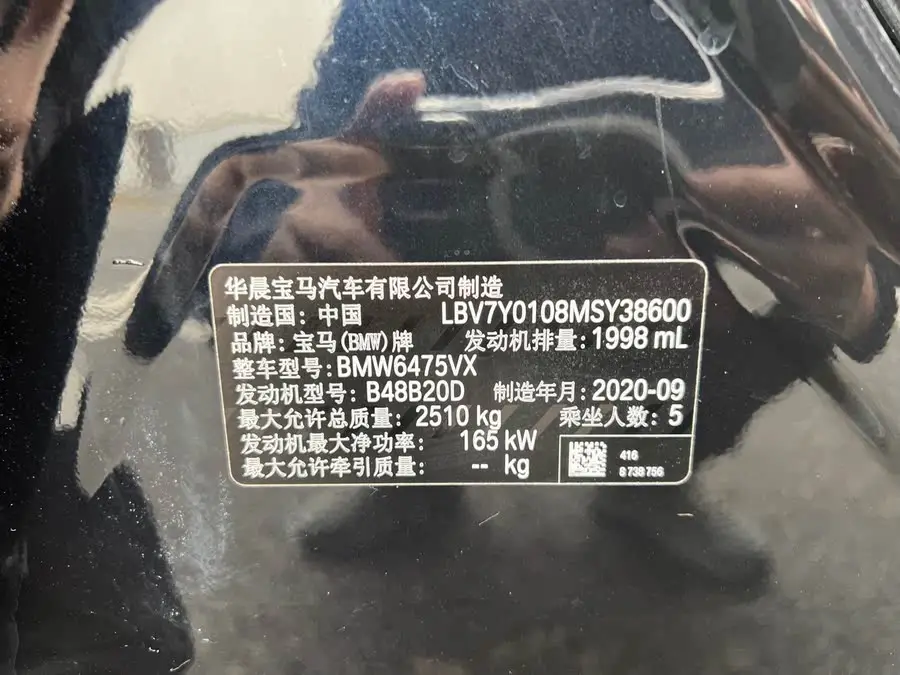 华晨宝马汽车有限公司制造
制造国: 中国 LBV7Y0108MSY38600
品牌: 宝马(BMW)牌 发动机排量: 1998 mL
整车型号: BMW6475VX
发动机型号: B48B20D 制造年月: 2020-09
最大允许总质量: 2510 kg 乘坐人数: 5
发动机最大净功率: 165 kW
最大允许牵引质量: -- kg
416
8 738 756